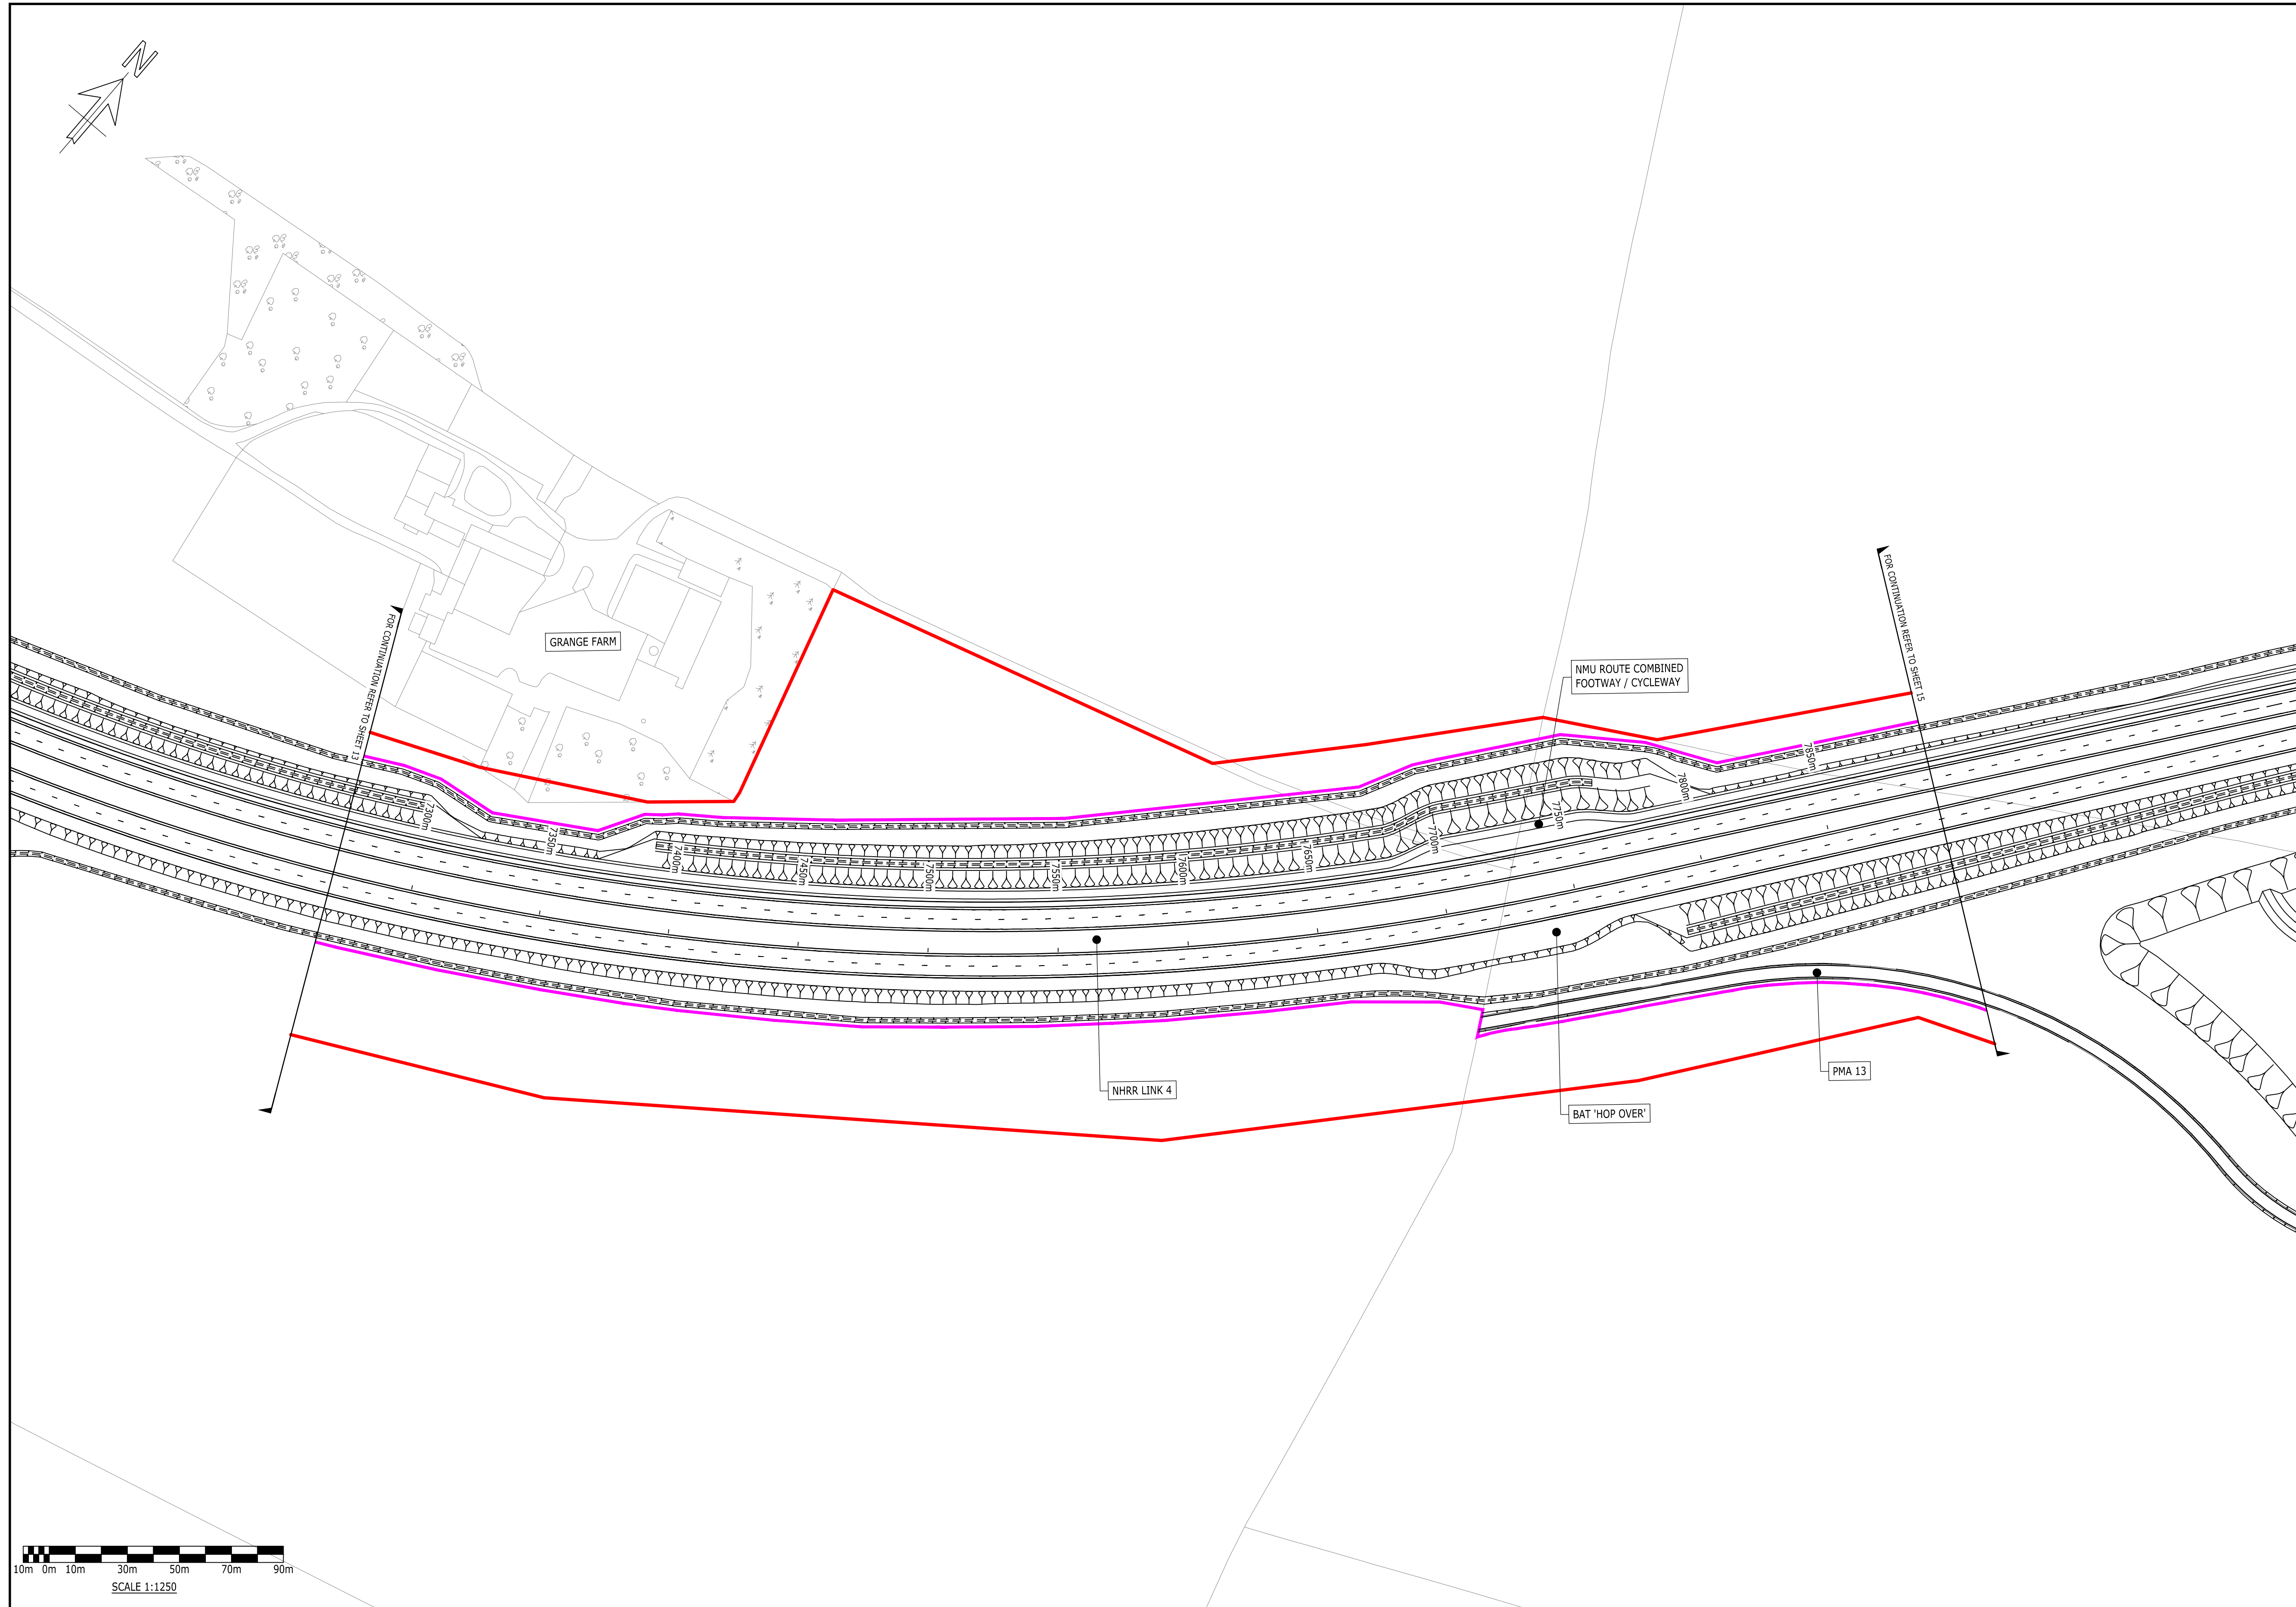 N
GRANGE FARM
FOR CONTINUATION REFER TO SHEET 13
FOR CONTINUATION REFER TO SHEET 15
NMU ROUTE COMBINED
FOOTWAY / CYCLEWAY
7300m
7350m
7400m
7450m
7500m
7550m
7600m
7650m
7700m
7750m
7800m
7850m
NHRR LINK 4
BAT 'HOP OVER'
PMA 13
10m 0m 10m 30m 50m 70m 90m
SCALE 1:1250